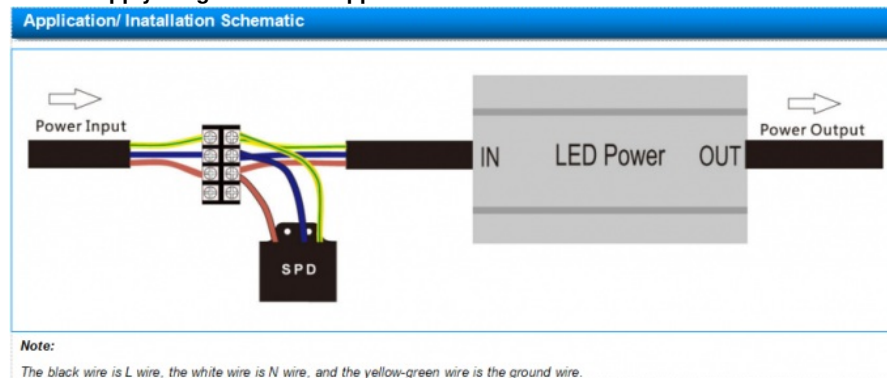 Application/ Inatallation Schematic
Power Input
Power Output
IN
LED Power
OUT
SPD
Note:
The black wire is L wire, the white wire is N wire, and the yellow-green wire is the ground wire.